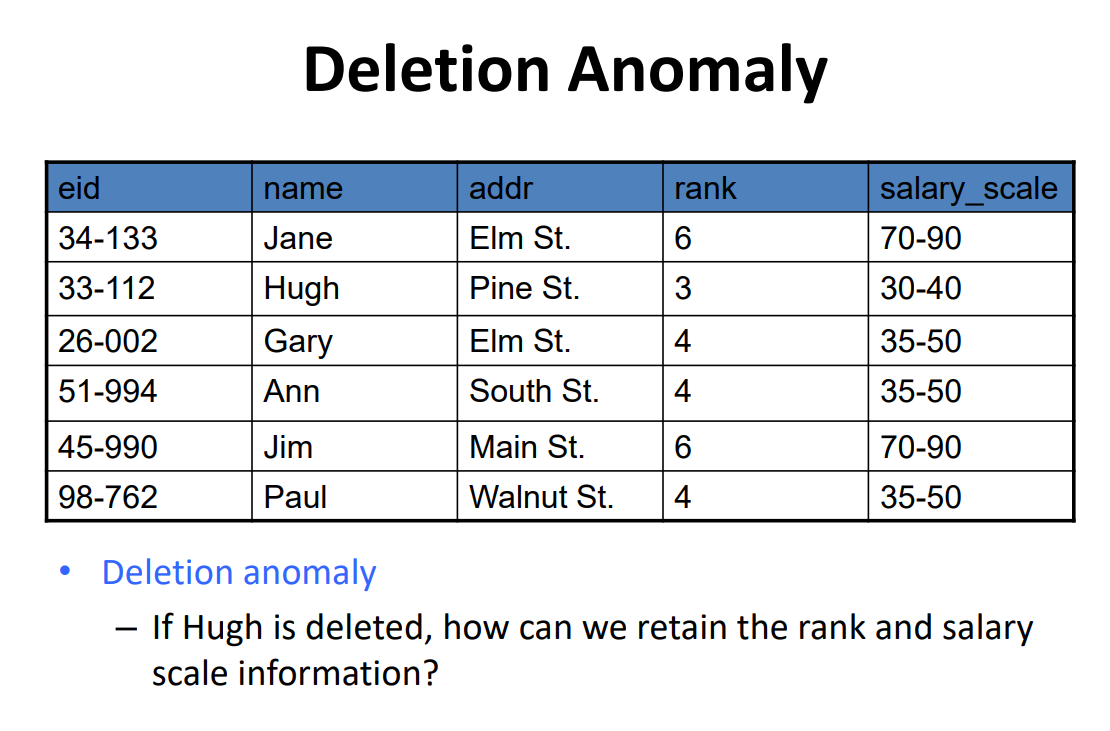 Deletion Anomaly
eid name addr rank salary_scale
34-133 Jane Elm St. 6 70-90
33-112 Hugh Pine St. 3 30-40
26-002 Gary Elm St. 4 35-50
51-994 Ann South St. 4 35-50
45-990 Jim Main St. 6 70-90
98-762 Paul Walnut St. 4 35-50
• Deletion anomaly
– If Hugh is deleted, how can we retain the rank and salary
scale information?